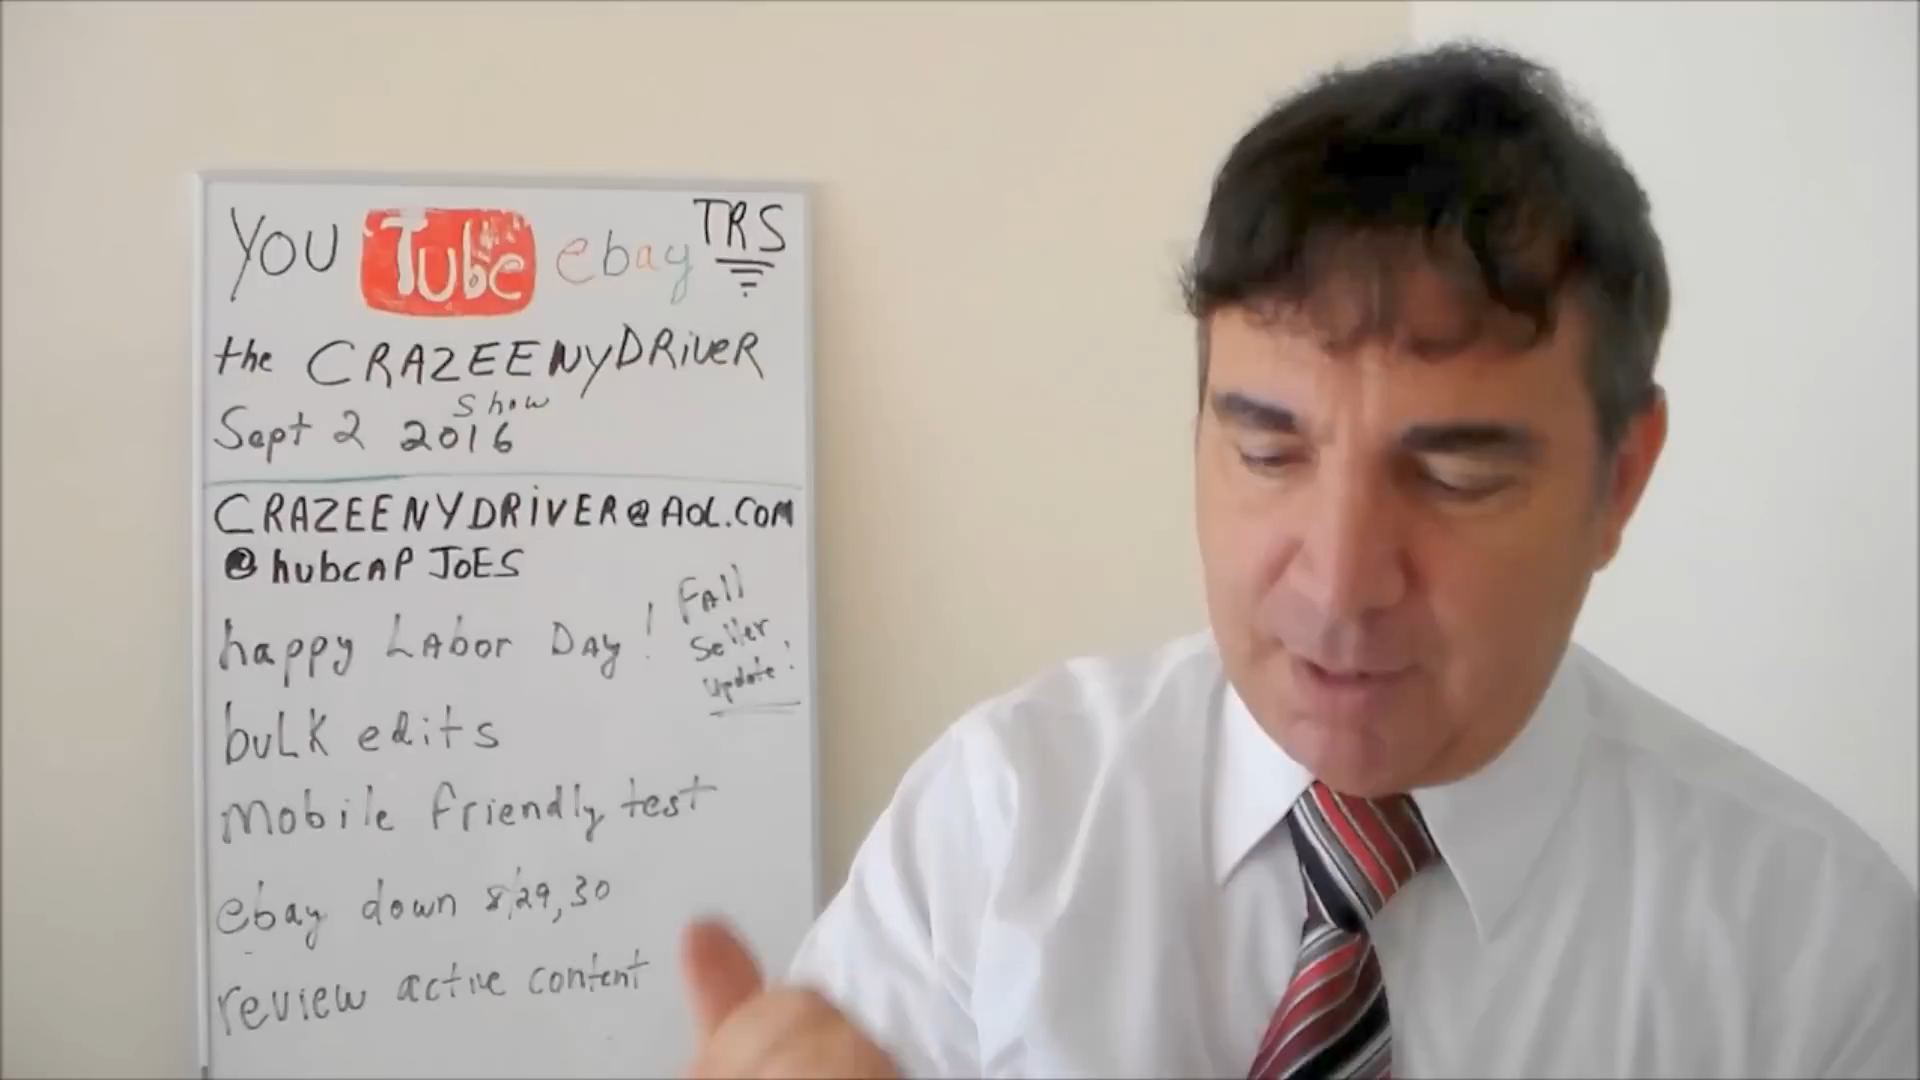 YOU Tube ebay TRS
the CRAZEENYDRIVER
Show
Sept 2 2016
CRAZEENYDRIVER@AOL.COM
@hubcAP JOES
happy LABor DAy!
FAll
Seller
update!
buLK edits
Mobile friendly test
ebay down 8/29,30
review active content